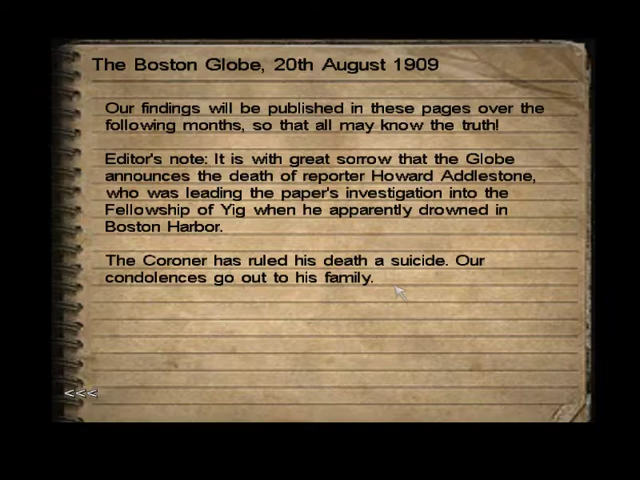 The Boston Globe, 20th August 1909
Our findings will be published in these pages over the
following months, so that all may know the truth!
Editor's note: It is with great sorrow that the Globe
announces the death of reporter Howard Addlestone,
who was leading the paper's investigation into the
Fellowship of Yig when he apparently drowned in
Boston Harbor.
The Coroner has ruled his death a suicide. Our
condolences go out to his family.
<<<